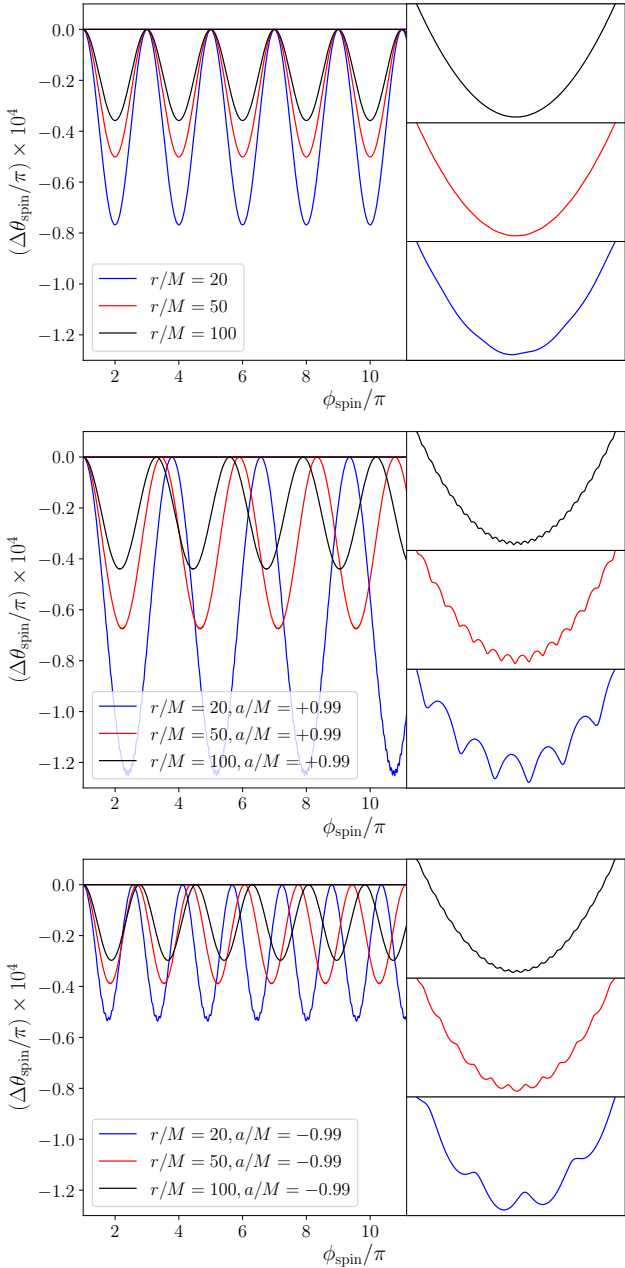 0.0
−0.2
−0.4
−0.6
−0.8
−1.0
−1.2
(Δθspin/π) × 10⁴
r/M = 20
r/M = 50
r/M = 100
2 4 6 8 10
ϕspin/π
0.0
−0.2
−0.4
−0.6
−0.8
−1.0
−1.2
(Δθspin/π) × 10⁴
r/M = 20, a/M = +0.99
r/M = 50, a/M = +0.99
r/M = 100, a/M = +0.99
2 4 6 8 10
ϕspin/π
0.0
−0.2
−0.4
−0.6
−0.8
−1.0
−1.2
(Δθspin/π) × 10⁴
r/M = 20, a/M = −0.99
r/M = 50, a/M = −0.99
r/M = 100, a/M = −0.99
2 4 6 8 10
ϕspin/π